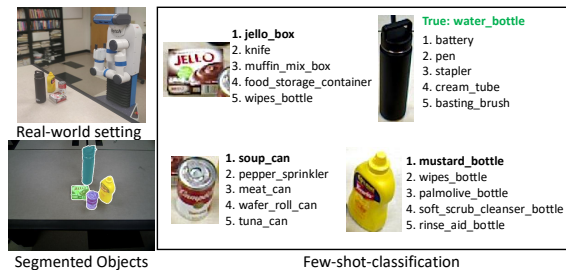 1. jello_box
2. knife
3. muffin_mix_box
4. food_storage_container
5. wipes_bottle
JELLO
True: water_bottle
1. battery
2. pen
3. stapler
4. cream_tube
5. basting_brush
Real-world setting
1. soup_can
2. pepper_sprinkler
3. meat_can
4. wafer_roll_can
5. tuna_can
1. mustard_bottle
2. wipes_bottle
3. palmolive_bottle
4. soft_scrub_cleanser_bottle
5. rinse_aid_bottle
Segmented Objects
Few-shot-classification